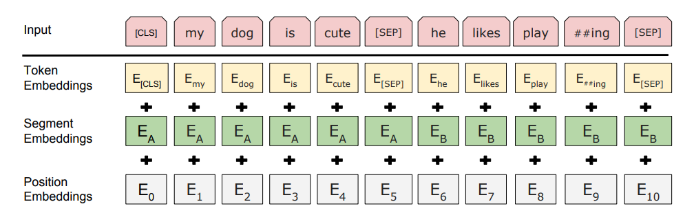 Input [CLS] my dog is cute [SEP] he likes play ##ing [SEP]
Token Embeddings E[CLS] Emy Edog Eis Ecute E[SEP] Ehe Elikes Eplay E##ing E[SEP]
+ + + + + + + + + + +
Segment Embeddings EA EA EA EA EA EA EB EB EB EB EB
+ + + + + + + + + + +
Position Embeddings E0 E1 E2 E3 E4 E5 E6 E7 E8 E9 E10